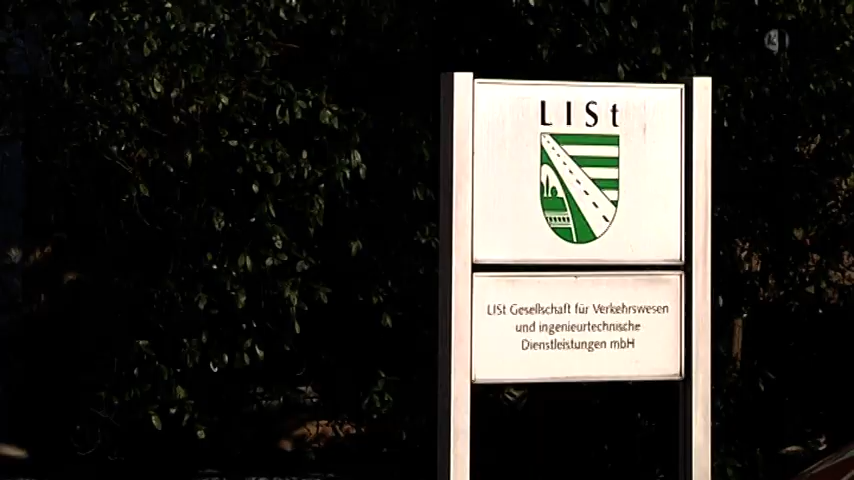 LISt
LISt Gesellschaft für Verkehrswesen
und ingenieurtechnische
Dienstleistungen mbH